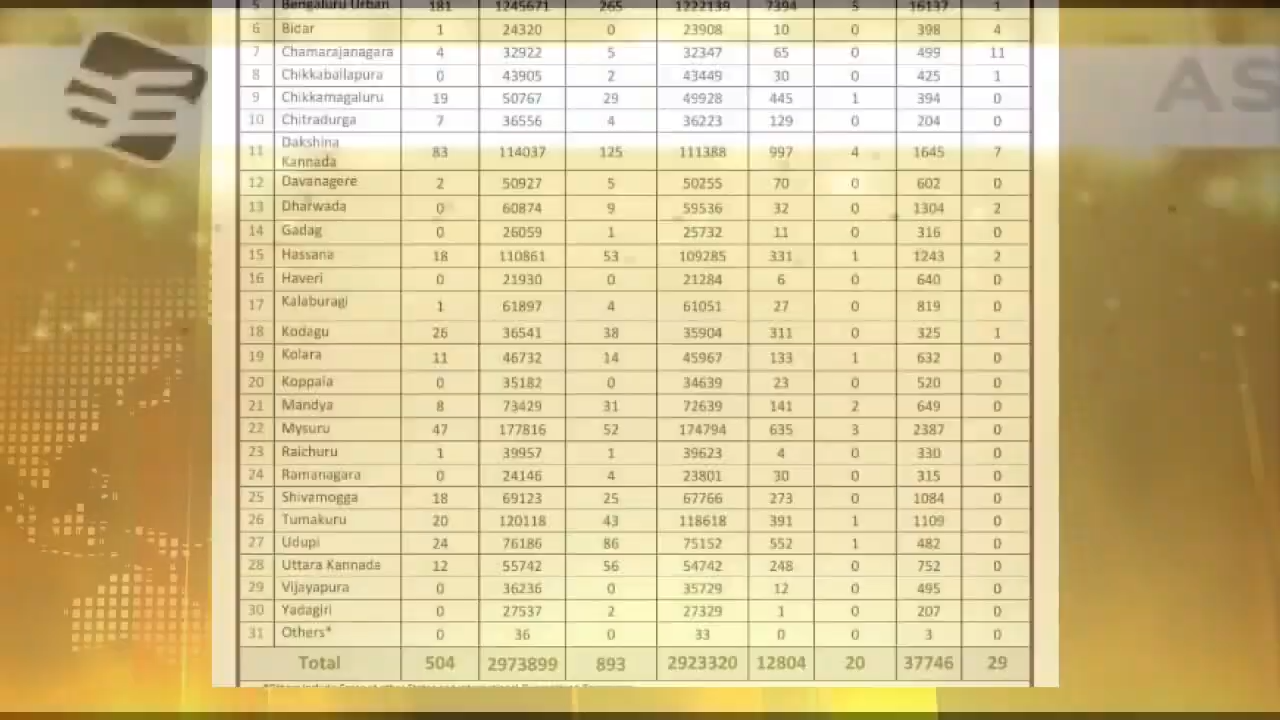 5 Bengaluru Urban 181 1245671 265 1222139 7394 5 16137 1
AS
6 Bidar 1 24320 0 23908 10 0 398 4
7 Chamarajanagara 4 32922 5 32347 65 0 499 11
8 Chikkaballapura 0 43905 2 43449 30 0 425 1
9 Chikkamagaluru 19 50767 29 49928 445 1 394 0
10 Chitradurga 7 36556 4 36223 129 0 204 0
11 Dakshina Kannada 83 114037 125 111388 997 4 1645 7
12 Davanagere 2 50927 5 50255 70 0 602 0
13 Dharwada 0 60874 9 59536 32 0 1304 2
14 Gadag 0 26059 1 25732 11 0 316 0
15 Hassana 18 110861 53 109285 331 1 1243 2
16 Haveri 0 21930 0 21284 6 0 640 0
17 Kalaburagi 1 61897 4 61051 27 0 819 0
18 Kodagu 26 36541 38 35904 311 0 325 1
19 Kolara 11 46732 14 45967 133 1 632 0
20 Koppala 0 35182 0 34639 23 0 520 0
21 Mandya 8 73429 31 72639 141 2 649 0
22 Mysuru 47 177816 52 174794 635 3 2387 0
23 Raichuru 1 39957 1 39623 4 0 330 0
24 Ramanagara 0 24146 4 23801 30 0 315 0
25 Shivamogga 18 69123 25 67766 273 0 1084 0
26 Tumakuru 20 120118 43 118618 391 1 1109 0
27 Udupi 24 76186 86 75152 552 1 482 0
28 Uttara Kannada 12 55742 56 54742 248 0 752 0
29 Vijayapura 0 36236 0 35729 12 0 495 0
30 Yadagiri 0 27537 2 27329 1 0 207 0
31 Others* 0 36 0 33 0 0 3 0
Total 504 2973899 893 2923320 12804 20 37746 29